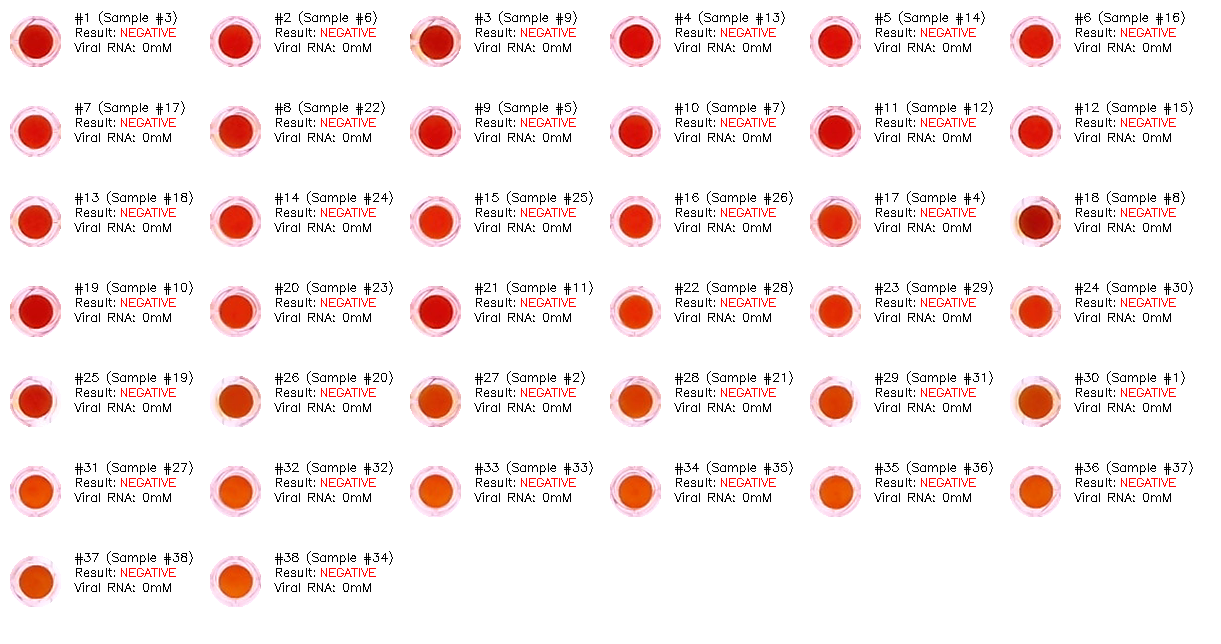 #1 (Sample #3)
Result: NEGATIVE
Viral RNA: 0mM
#2 (Sample #6)
Result: NEGATIVE
Viral RNA: 0mM
#3 (Sample #9)
Result: NEGATIVE
Viral RNA: 0mM
#4 (Sample #13)
Result: NEGATIVE
Viral RNA: 0mM
#5 (Sample #14)
Result: NEGATIVE
Viral RNA: 0mM
#6 (Sample #16)
Result: NEGATIVE
Viral RNA: 0mM
#7 (Sample #17)
Result: NEGATIVE
Viral RNA: 0mM
#8 (Sample #22)
Result: NEGATIVE
Viral RNA: 0mM
#9 (Sample #5)
Result: NEGATIVE
Viral RNA: 0mM
#10 (Sample #7)
Result: NEGATIVE
Viral RNA: 0mM
#11 (Sample #12)
Result: NEGATIVE
Viral RNA: 0mM
#12 (Sample #15)
Result: NEGATIVE
Viral RNA: 0mM
#13 (Sample #18)
Result: NEGATIVE
Viral RNA: 0mM
#14 (Sample #24)
Result: NEGATIVE
Viral RNA: 0mM
#15 (Sample #25)
Result: NEGATIVE
Viral RNA: 0mM
#16 (Sample #26)
Result: NEGATIVE
Viral RNA: 0mM
#17 (Sample #4)
Result: NEGATIVE
Viral RNA: 0mM
#18 (Sample #8)
Result: NEGATIVE
Viral RNA: 0mM
#19 (Sample #10)
Result: NEGATIVE
Viral RNA: 0mM
#20 (Sample #23)
Result: NEGATIVE
Viral RNA: 0mM
#21 (Sample #11)
Result: NEGATIVE
Viral RNA: 0mM
#22 (Sample #28)
Result: NEGATIVE
Viral RNA: 0mM
#23 (Sample #29)
Result: NEGATIVE
Viral RNA: 0mM
#24 (Sample #30)
Result: NEGATIVE
Viral RNA: 0mM
#25 (Sample #19)
Result: NEGATIVE
Viral RNA: 0mM
#26 (Sample #20)
Result: NEGATIVE
Viral RNA: 0mM
#27 (Sample #2)
Result: NEGATIVE
Viral RNA: 0mM
#28 (Sample #21)
Result: NEGATIVE
Viral RNA: 0mM
#29 (Sample #31)
Result: NEGATIVE
Viral RNA: 0mM
#30 (Sample #1)
Result: NEGATIVE
Viral RNA: 0mM
#31 (Sample #27)
Result: NEGATIVE
Viral RNA: 0mM
#32 (Sample #32)
Result: NEGATIVE
Viral RNA: 0mM
#33 (Sample #33)
Result: NEGATIVE
Viral RNA: 0mM
#34 (Sample #35)
Result: NEGATIVE
Viral RNA: 0mM
#35 (Sample #36)
Result: NEGATIVE
Viral RNA: 0mM
#36 (Sample #37)
Result: NEGATIVE
Viral RNA: 0mM
#37 (Sample #38)
Result: NEGATIVE
Viral RNA: 0mM
#38 (Sample #34)
Result: NEGATIVE
Viral RNA: 0mM